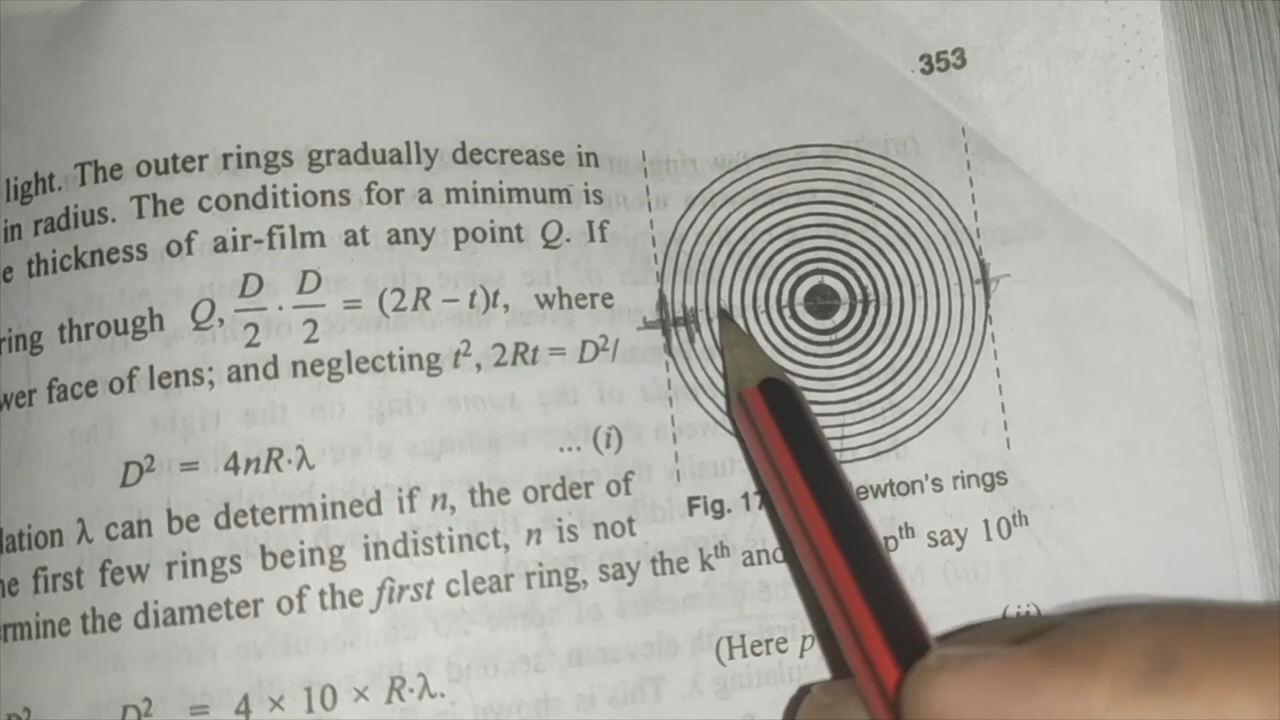 353
light. The outer rings gradually decrease in
in radius. The conditions for a minimum is
e thickness of air-film at any point Q. If
ring through Q, D/2 · D/2 = (2R – t)t, where
wer face of lens; and neglecting t², 2Rt = D²/
D² = 4nR·λ ... (i)
lation λ can be determined if n, the order of
he first few rings being indistinct, n is not
rmine the diameter of the first clear ring, say the kth and pth say 10th
Fig. 17 ewton's rings
(ii)
(Here p
D² = 4 × 10 × R·λ.